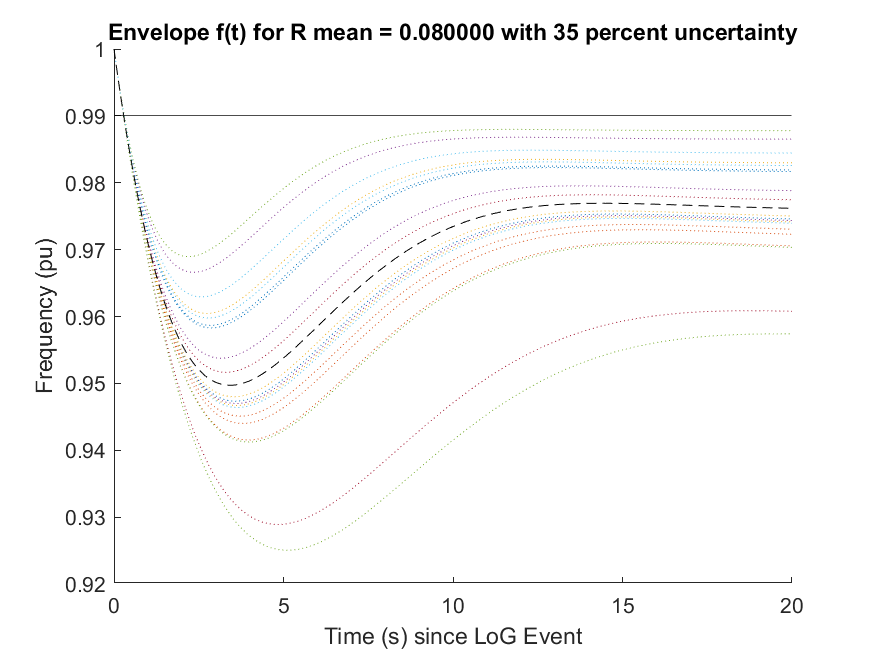 Envelope f(t) for R mean = 0.080000 with 35 percent uncertainty
1
0.99
0.98
0.97
0.96
0.95
0.94
0.93
0.92
Frequency (pu)
0 5 10 15 20
Time (s) since LoG Event